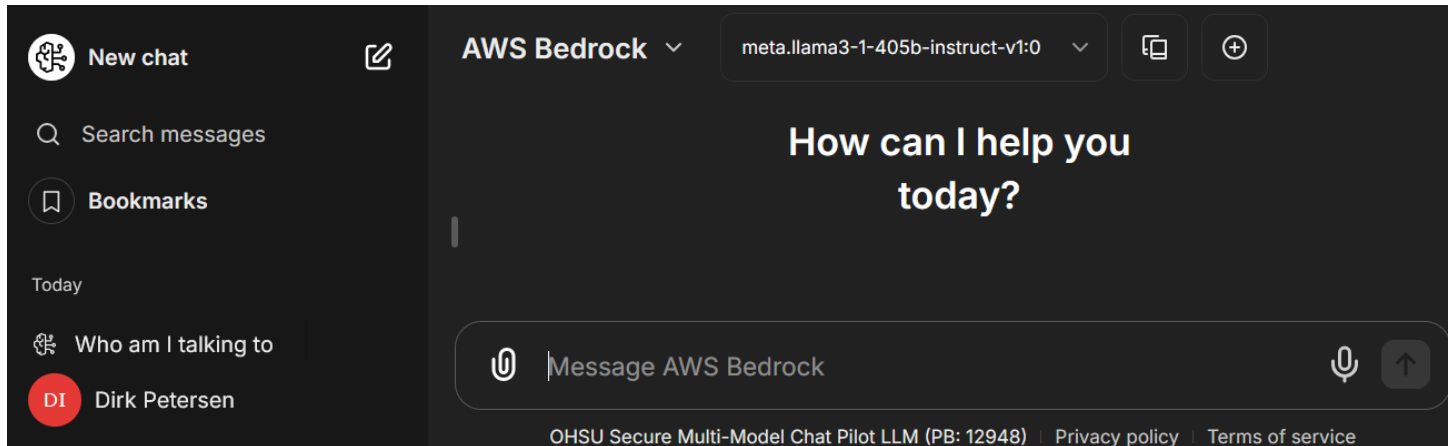 New chat
Search messages
Bookmarks
Today
Who am I talking to
DI Dirk Petersen
AWS Bedrock
meta.llama3-1-405b-instruct-v1:0
How can I help you
today?
Message AWS Bedrock
OHSU Secure Multi-Model Chat Pilot LLM (PB: 12948) | Privacy policy | Terms of service